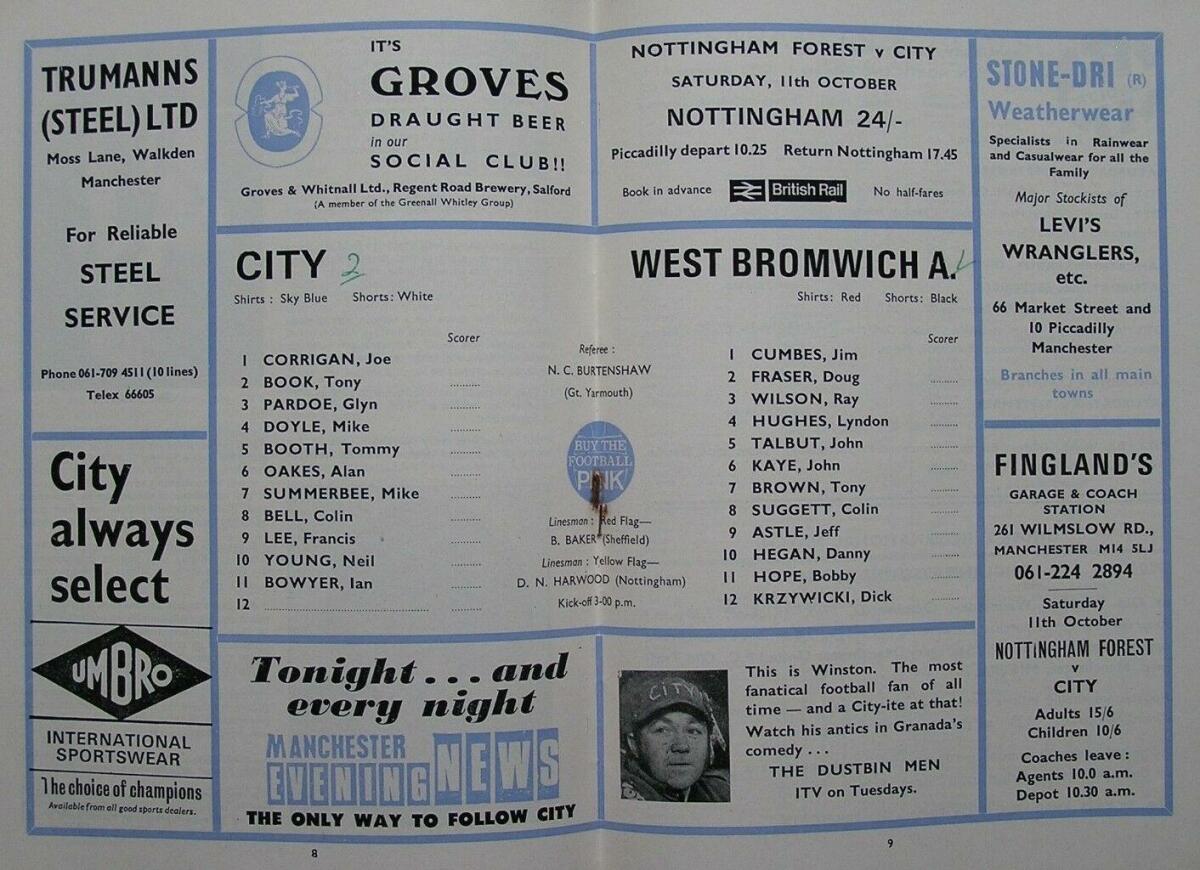 TRUMANNS
(STEEL) LTD
Moss Lane, Walkden
Manchester
For Reliable
STEEL
SERVICE
Phone 061-709 4511 (10 lines)
Telex 66605
City
always
select
UMBRO
INTERNATIONAL
SPORTSWEAR
The choice of champions
Available from all good sports dealers.
IT'S
GROVES
DRAUGHT BEER
in our
SOCIAL CLUB!!
Groves & Whitnall Ltd., Regent Road Brewery, Salford
(A member of the Greenall Whitley Group)
NOTTINGHAM FOREST v CITY
SATURDAY, 11th OCTOBER
NOTTINGHAM 24/-
Piccadilly depart 10.25 Return Nottingham 17.45
Book in advance British Rail No half-fares
CITY 2
Shirts: Sky Blue Shorts: White
Scorer
1 CORRIGAN, Joe
2 BOOK, Tony ..........
3 PARDOE, Glyn ..........
4 DOYLE, Mike ..........
5 BOOTH, Tommy ..........
6 OAKES, Alan ..........
7 SUMMERBEE, Mike ..........
8 BELL, Colin ..........
9 LEE, Francis ..........
10 YOUNG, Neil ..........
11 BOWYER, Ian ..........
12 .......................................... ..........
Referee:
N. C. BURTENSHAW
(Gt. Yarmouth)
BUY THE
FOOTBALL
PINK
Linesman: Red Flag—
B. BAKER (Sheffield)
Linesman: Yellow Flag—
D. N. HARWOOD (Nottingham)
Kick-off 3-00 p.m.
WEST BROMWICH A.
Shirts: Red Shorts: Black
Scorer
1 CUMBES, Jim
2 FRASER, Doug ..........
3 WILSON, Ray ..........
4 HUGHES, Lyndon ..........
5 TALBUT, John ..........
6 KAYE, John ..........
7 BROWN, Tony ..........
8 SUGGETT, Colin ..........
9 ASTLE, Jeff ..........
10 HEGAN, Danny ..........
11 HOPE, Bobby ..........
12 KRZYWICKI, Dick ..........
Tonight... and
every night
MANCHESTER
EVENING NEWS
THE ONLY WAY TO FOLLOW CITY
CITY
This is Winston. The most
fanatical football fan of all
time — and a City-ite at that!
Watch his antics in Granada's
comedy ...
THE DUSTBIN MEN
ITV on Tuesdays.
STONE-DRI (R)
Weatherwear
Specialists in Rainwear
and Casualwear for all the
Family
Major Stockists of
LEVI'S
WRANGLERS,
etc.
66 Market Street and
10 Piccadilly
Manchester
Branches in all main
towns
FINGLAND'S
GARAGE & COACH
STATION
261 WILMSLOW RD.,
MANCHESTER M14 5LJ
061-224 2894
Saturday
11th October
NOTTINGHAM FOREST
v
CITY
Adults 15/6
Children 10/6
Coaches leave:
Agents 10.0 a.m.
Depot 10.30 a.m.
8
9